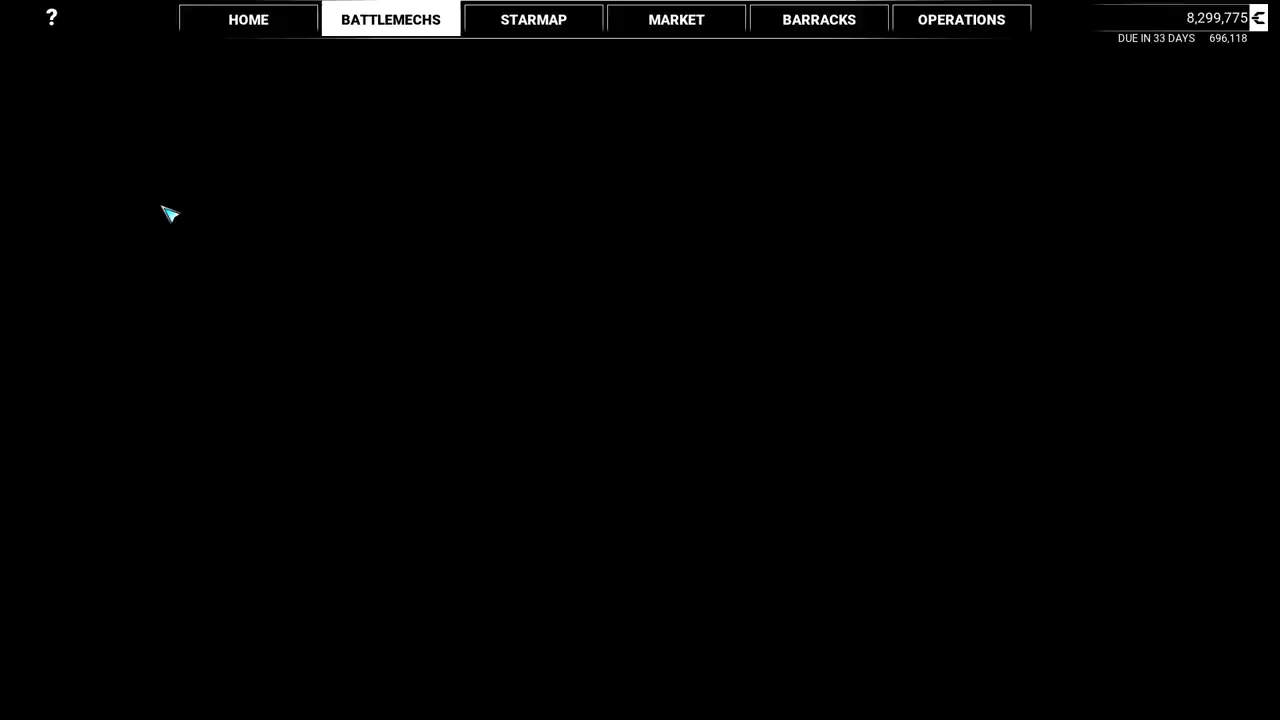 ?
HOME
BATTLEMECHS
STARMAP
MARKET
BARRACKS
OPERATIONS
8,299,775
DUE IN 33 DAYS 696,118